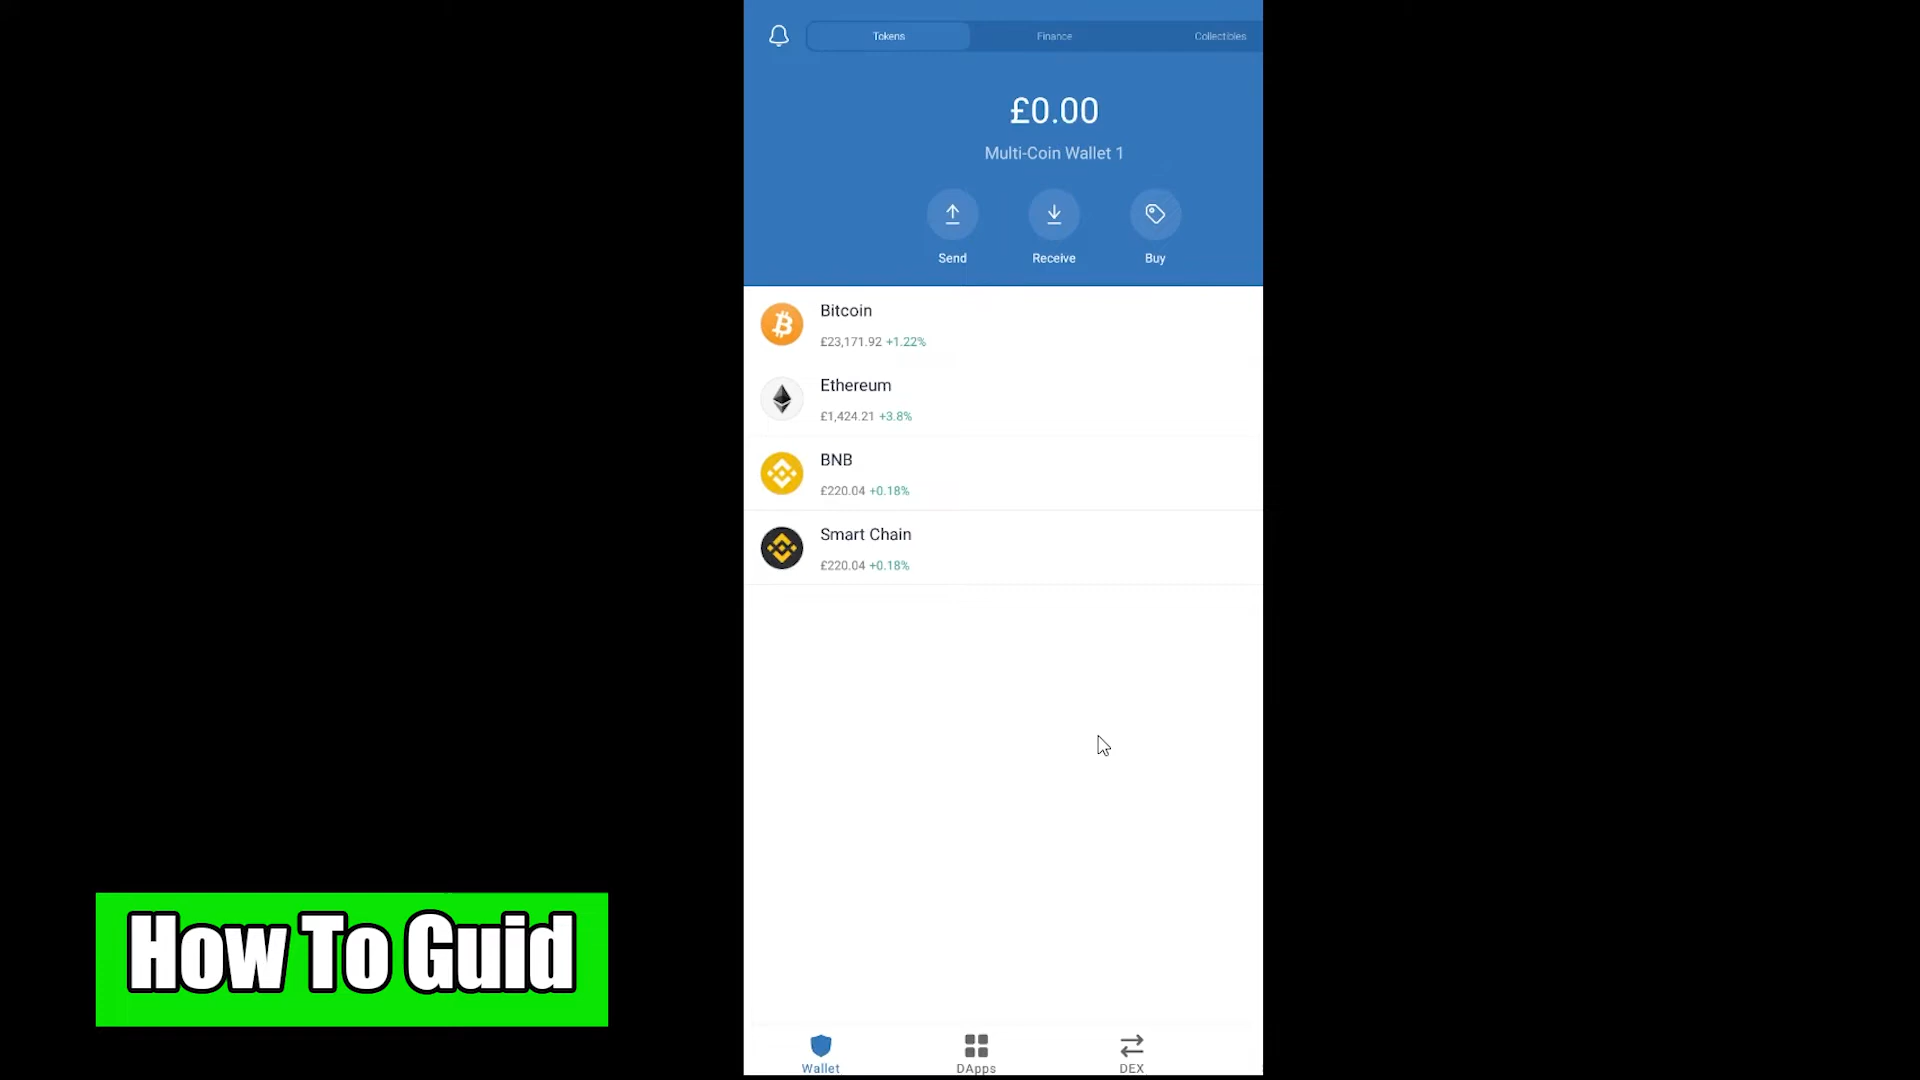 Tokens Finance Collectibles
£0.00
Multi-Coin Wallet 1
Send Receive Buy
Bitcoin
£23,171.92 +1.22%
Ethereum
£1,424.21 +3.8%
BNB
£220.04 +0.18%
Smart Chain
£220.04 +0.18%
How To Guid
Wallet DApps DEX